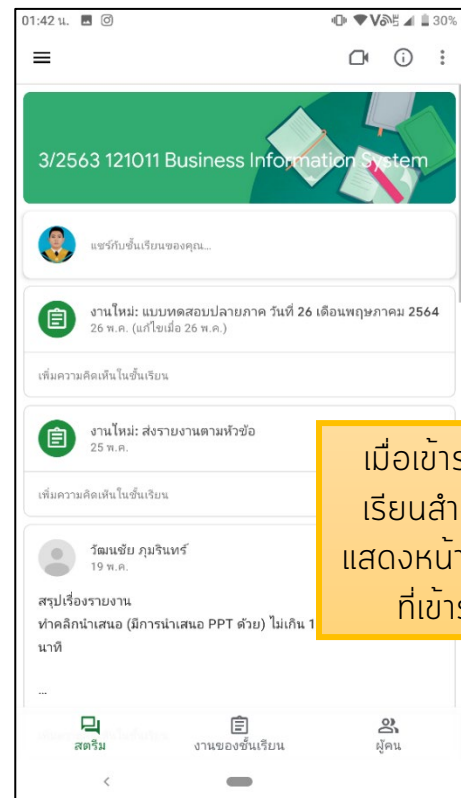 01:42 น.
30%
3/2563 121011 Business Information System
แชร์กับชั้นเรียนของคุณ...
งานใหม่: แบบทดสอบปลายภาค วันที่ 26 เดือนพฤษภาคม 2564
26 พ.ค. (แก้ไขเมื่อ 26 พ.ค.)
เพิ่มความคิดเห็นในชั้นเรียน
งานใหม่: ส่งรายงานตามหัวข้อ
25 พ.ค.
เพิ่มความคิดเห็นในชั้นเรียน
วัฒนชัย ภุมรินทร์
19 พ.ค.
สรุปเรื่องรายงาน
ทำคลิกนำเสนอ (มีการนำเสนอ PPT ด้วย) ไม่เกิน 1
นาที
...
เมื่อเข้าร
เรียนสำ
แสดงหน้า
ที่เข้าร
สตรีม
งานของชั้นเรียน
ผู้คน